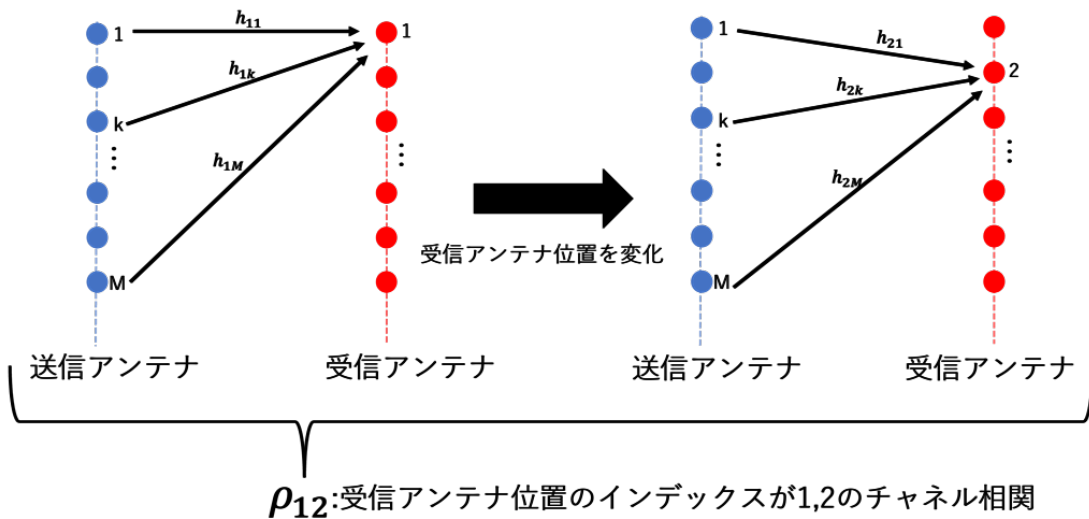 1
h₁₁
1
h₁ₖ
k
⋮
⋮
h₁M
M
送信アンテナ
受信アンテナ
受信アンテナ位置を変化
1
h₂₁
2
h₂ₖ
k
⋮
⋮
h₂M
M
送信アンテナ
受信アンテナ
ρ₁₂:受信アンテナ位置のインデックスが1,2のチャネル相関